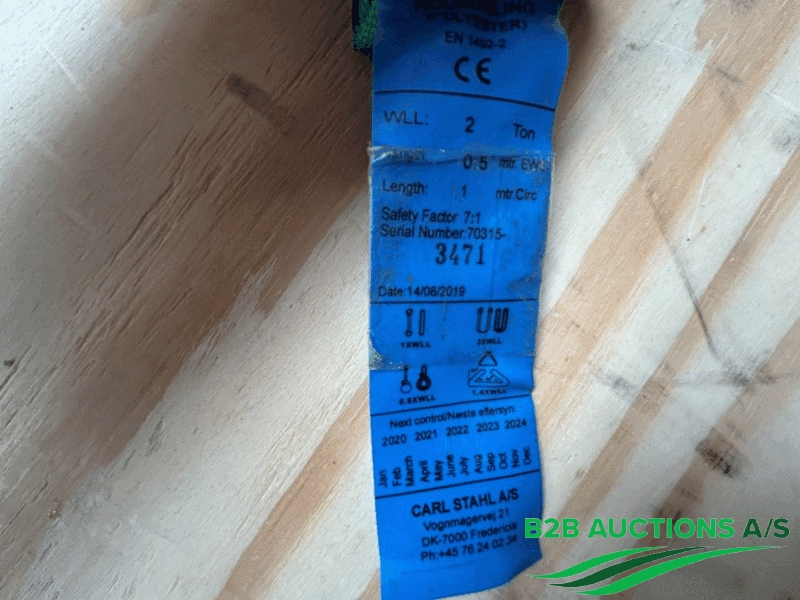 (POLYESTER)
EN 1492-2
CE
WLL: 2 Ton
0.5 mtr.
Length: 1 mtr.Circ
Safety Factor 7:1
Serial Number:70315-
3471
Date:14/08/2019
1XWLL 2XWLL
0.8XWLL 1.4XWLL
Next control/Næste eftersyn:
2020 2021 2022 2023 2024
Jan Feb March April May June July Aug Sep Oct Nov Dec
CARL STAHL A/S
Vognmagervej 21
DK-7000 Fredericia
Ph:+45 76 24 02 34
B2B AUCTIONS A/S